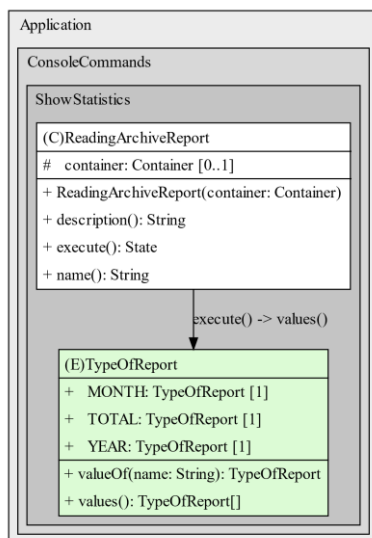 Application
ConsoleCommands
ShowStatistics
(C)ReadingArchiveReport
# container: Container [0..1]
+ ReadingArchiveReport(container: Container)
+ description(): String
+ execute(): State
+ name(): String
execute() -> values()
(E)TypeOfReport
+ MONTH: TypeOfReport [1]
+ TOTAL: TypeOfReport [1]
+ YEAR: TypeOfReport [1]
+ valueOf(name: String): TypeOfReport
+ values(): TypeOfReport[]